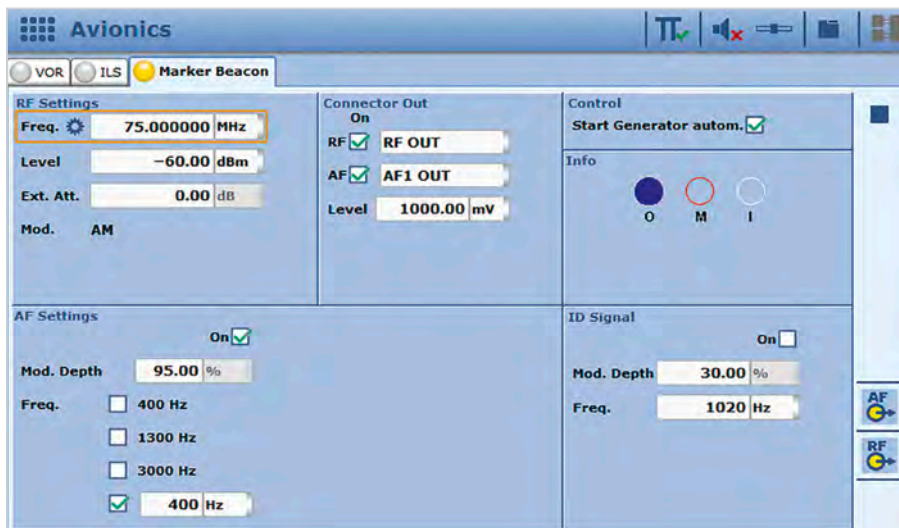 Avionics
VOR ILS Marker Beacon
RF Settings
Freq. 75.000000 MHz
Level −60.00 dBm
Ext. Att. 0.00 dB
Mod. AM
Connector Out
On
RF RF OUT
AF AF1 OUT
Level 1000.00 mV
Control
Start Generator autom.
Info
O M I
AF Settings
On
Mod. Depth 95.00 %
Freq. 400 Hz
1300 Hz
3000 Hz
400 Hz
ID Signal
On
Mod. Depth 30.00 %
Freq. 1020 Hz
AF
RF